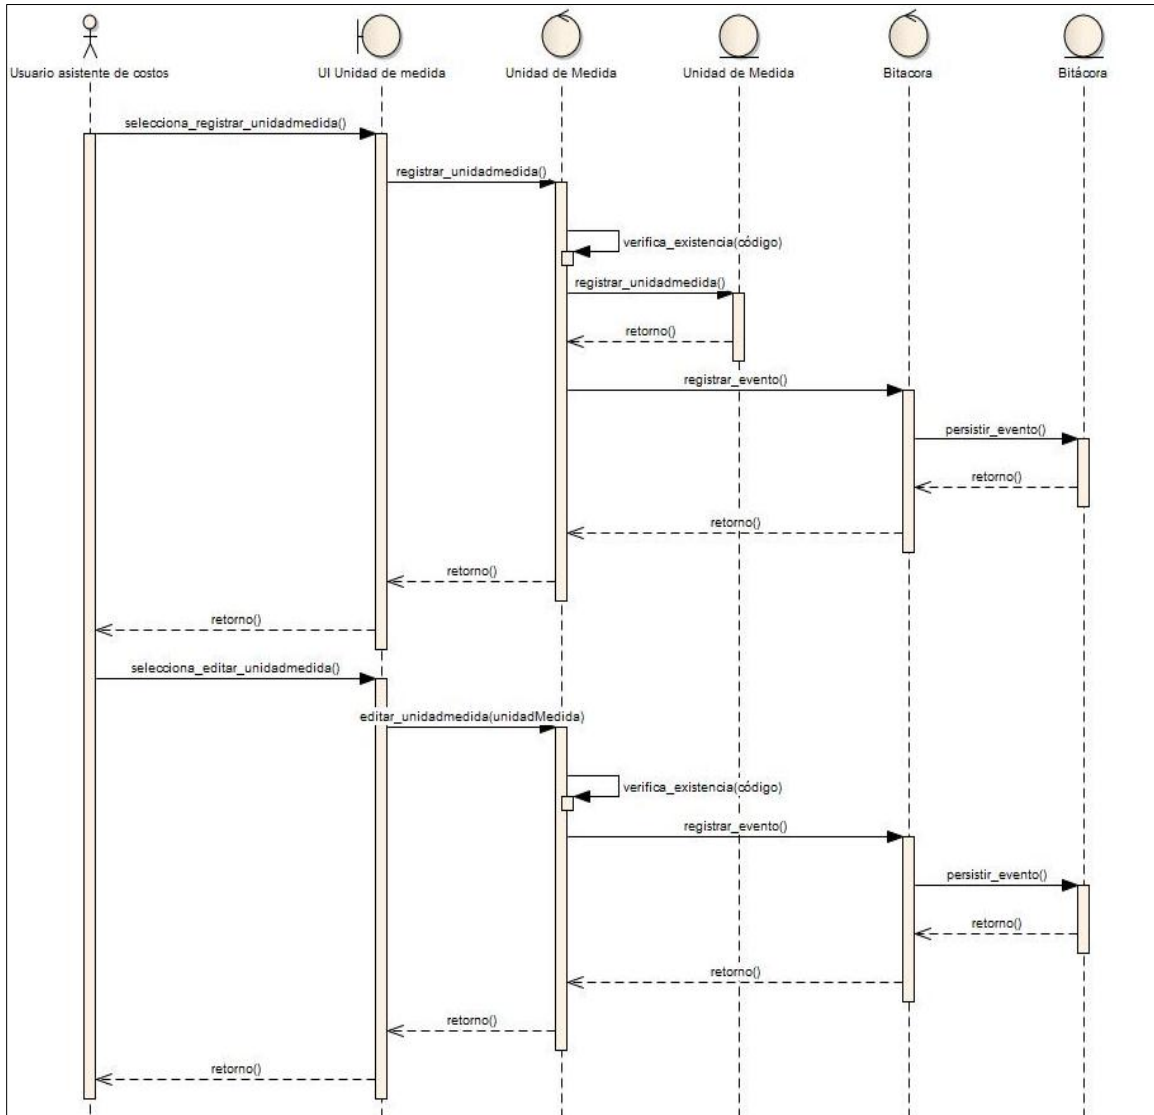 Usuario asistente de costos
UI Unidad de medida
Unidad de Medida
Unidad de Medida
Bitacora
Bitácora
selecciona_registrar_unidadmedida()
registrar_unidadmedida()
verifica_existencia(código)
registrar_unidadmedida()
retorno()
registrar_evento()
persistir_evento()
retorno()
retorno()
retorno()
retorno()
selecciona_editar_unidadmedida()
editar_unidadmedida(unidadMedida)
verifica_existencia(código)
registrar_evento()
persistir_evento()
retorno()
retorno()
retorno()
retorno()